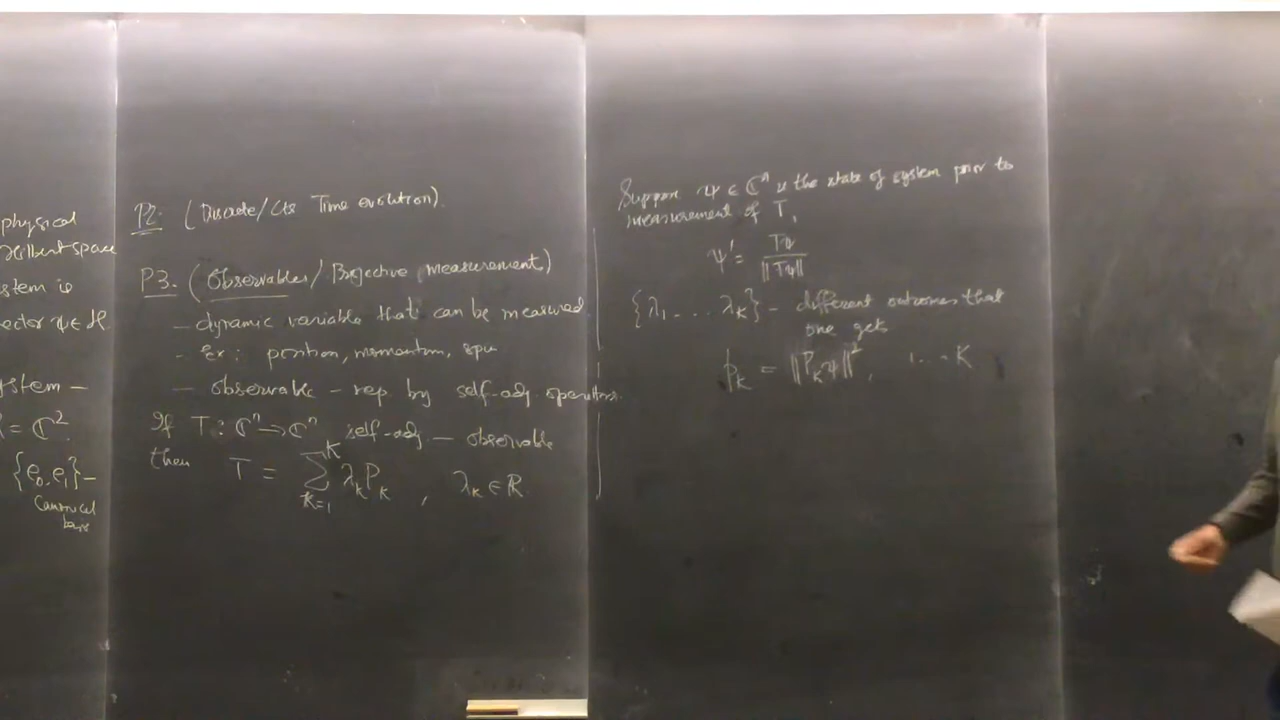 physical
Hilbert space
stem is
ector ψ ∈ H.
ystem —
= ℂ².
{e₀, e₁} —
Canonical
basis
P2: (Discrete/Cts Time evolution).
P3. (Observables/Projective measurement)
— dynamic variable that can be measured
— Ex: position, momentum, spin
— observable — rep. by self-adj operators.
If T: ℂⁿ → ℂⁿ self-adj. — observable
then T = ∑_{k=1}^{K} λ_k P_k , λ_k ∈ ℝ
Suppose ψ ∈ ℂⁿ is the state of system prior to
measurement of T,
ψ' = Tψ / ||Tψ||
{λ₁ ... λ_K} — different outcomes that
one gets
p_K = ||P_K ψ||², 1 ... K